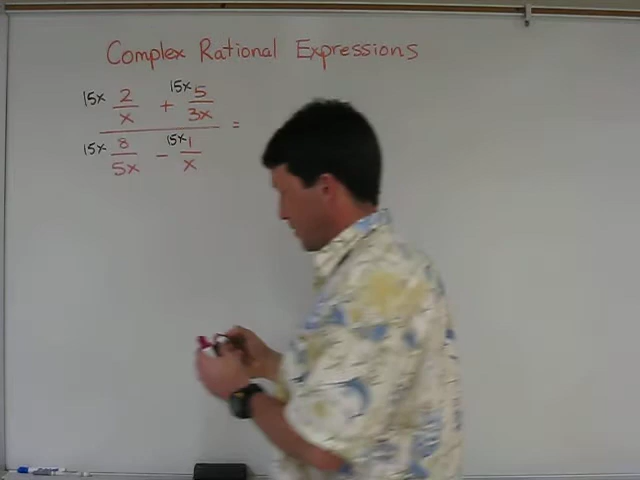 Complex Rational Expressions
15x 2/x + 15x 5/3x
15x 8/5x - 15x 1/x =